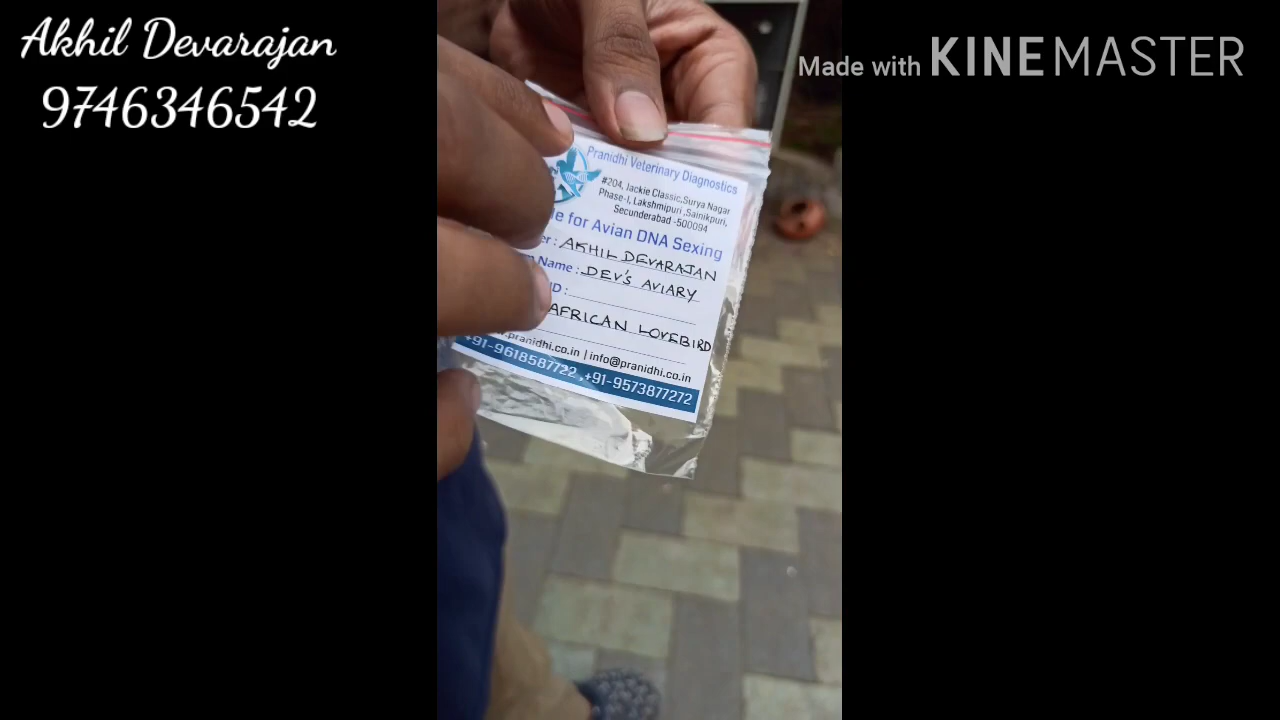 Akhil Devarajan
9746346542
Made with KINEMASTER
Pranidhi Veterinary Diagnostics
#204, Jackie Classic,Surya Nagar
Phase-I, Lakshmipuri ,Sainikpuri,
Secunderabad -500094
for Avian DNA Sexing
: AKHIL DEVARAJAN
Name : DEV'S AVIARY
ID :
AFRICAN LOVEBIRD
.pranidhi.co.in | info@pranidhi.co.in
+91-9618587722 ,+91-9573877272